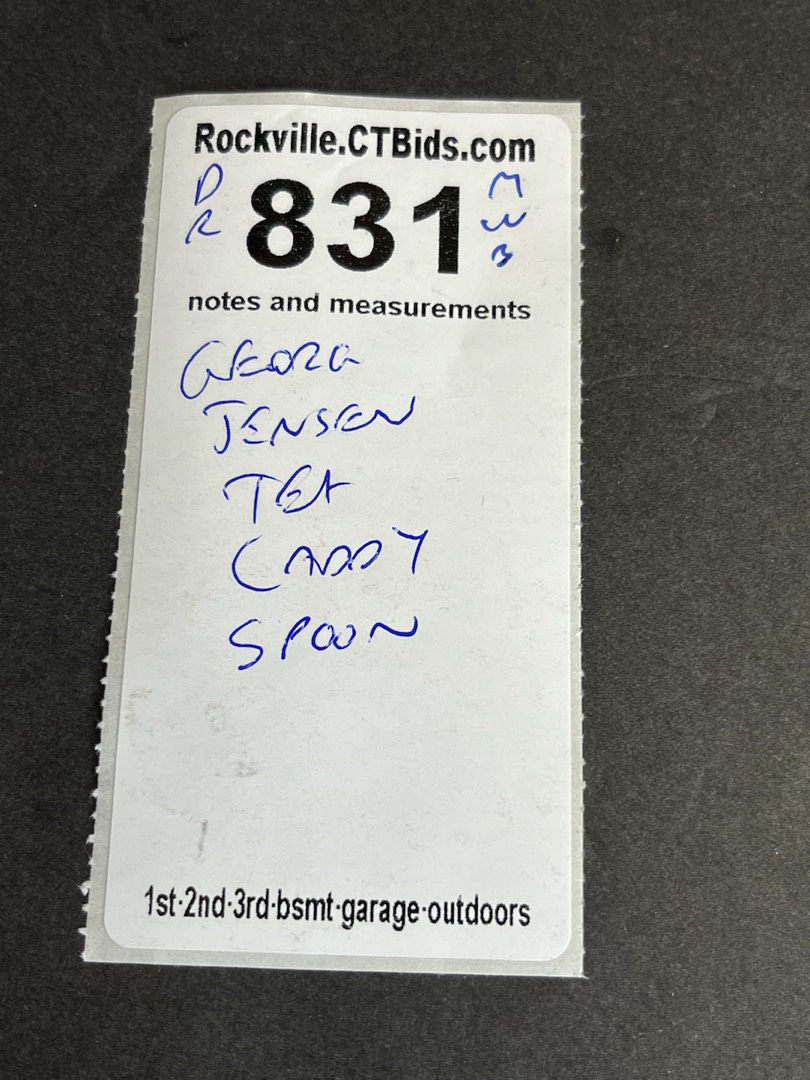 Rockville.CTBids.com
DR 831 MWB
notes and measurements
GEORG
JENSEN
TEA
CADDY
SPOON
1st·2nd·3rd·bsmt·garage·outdoors